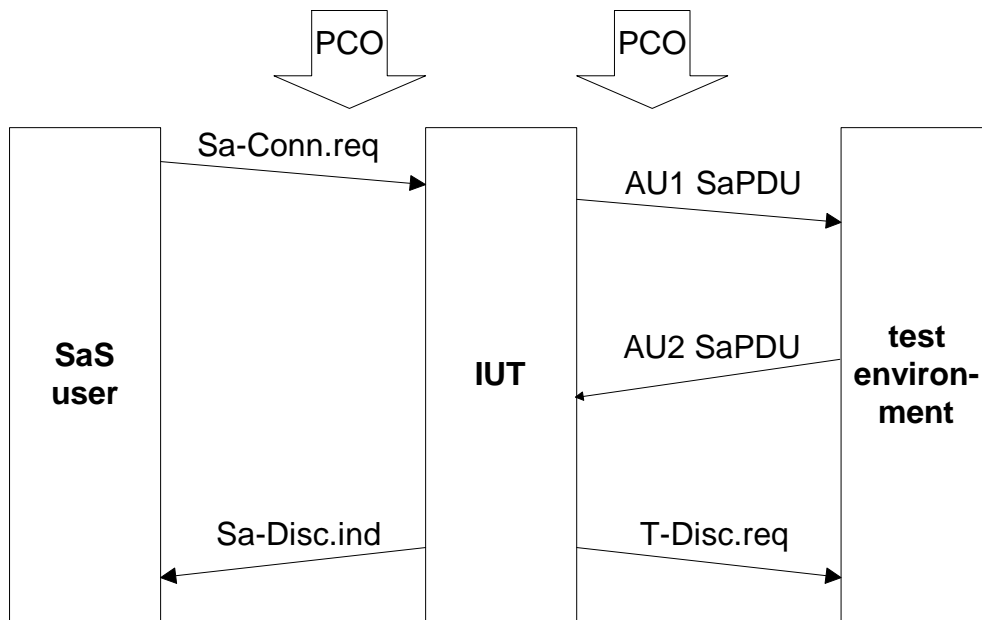 PCO
PCO
Sa-Conn.req
AU1 SaPDU
SaS
user
IUT
AU2 SaPDU
test
environ-
ment
Sa-Disc.ind
T-Disc.req